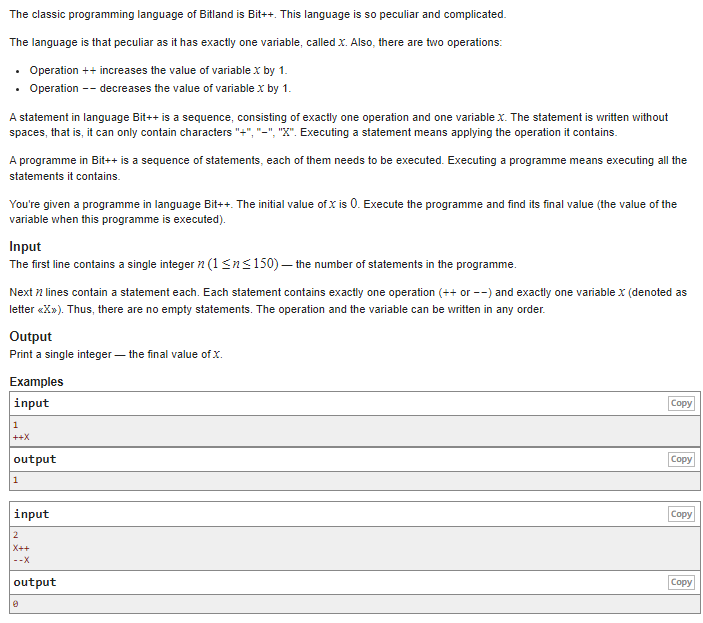 The classic programming language of Bitland is Bit++. This language is so peculiar and complicated.
The language is that peculiar as it has exactly one variable, called x. Also, there are two operations:
• Operation ++ increases the value of variable x by 1.
• Operation -- decreases the value of variable x by 1.
A statement in language Bit++ is a sequence, consisting of exactly one operation and one variable x. The statement is written without
spaces, that is, it can only contain characters "+", "-", "X". Executing a statement means applying the operation it contains.
A programme in Bit++ is a sequence of statements, each of them needs to be executed. Executing a programme means executing all the
statements it contains.
You're given a programme in language Bit++. The initial value of x is 0. Execute the programme and find its final value (the value of the
variable when this programme is executed).
Input
The first line contains a single integer n (1 ≤ n ≤ 150) — the number of statements in the programme.
Next n lines contain a statement each. Each statement contains exactly one operation (++ or --) and exactly one variable x (denoted as
letter «X»). Thus, there are no empty statements. The operation and the variable can be written in any order.
Output
Print a single integer — the final value of x.
Examples
input Copy
1
++X
output Copy
1
input Copy
2
X++
--X
output Copy
0